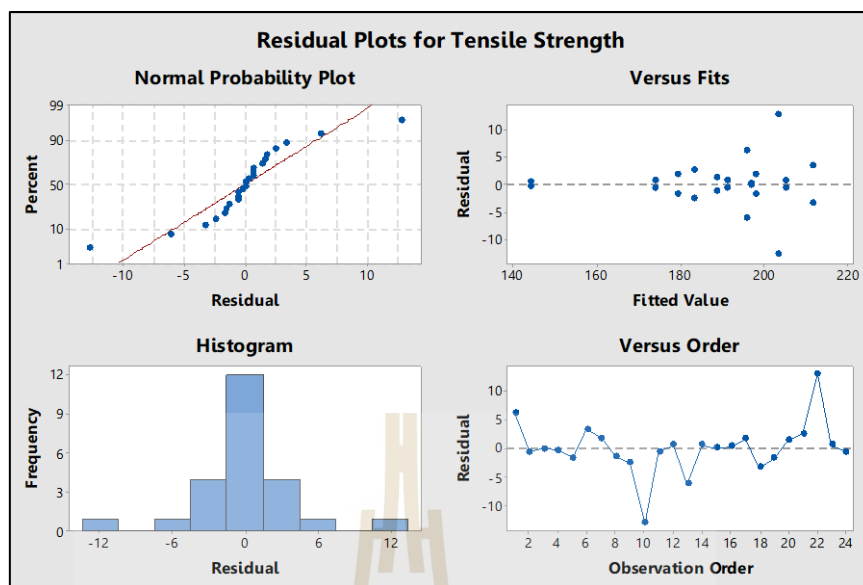 Residual Plots for Tensile Strength
Normal Probability Plot
99
90
50
10
1
Percent
-10 -5 0 5 10
Residual
Versus Fits
10
5
0
-5
-10
Residual
140 160 180 200 220
Fitted Value
Histogram
12
9
6
3
0
Frequency
-12 -6 0 6 12
Residual
Versus Order
10
5
0
-5
-10
Residual
2 4 6 8 10 12 14 16 18 20 22 24
Observation Order